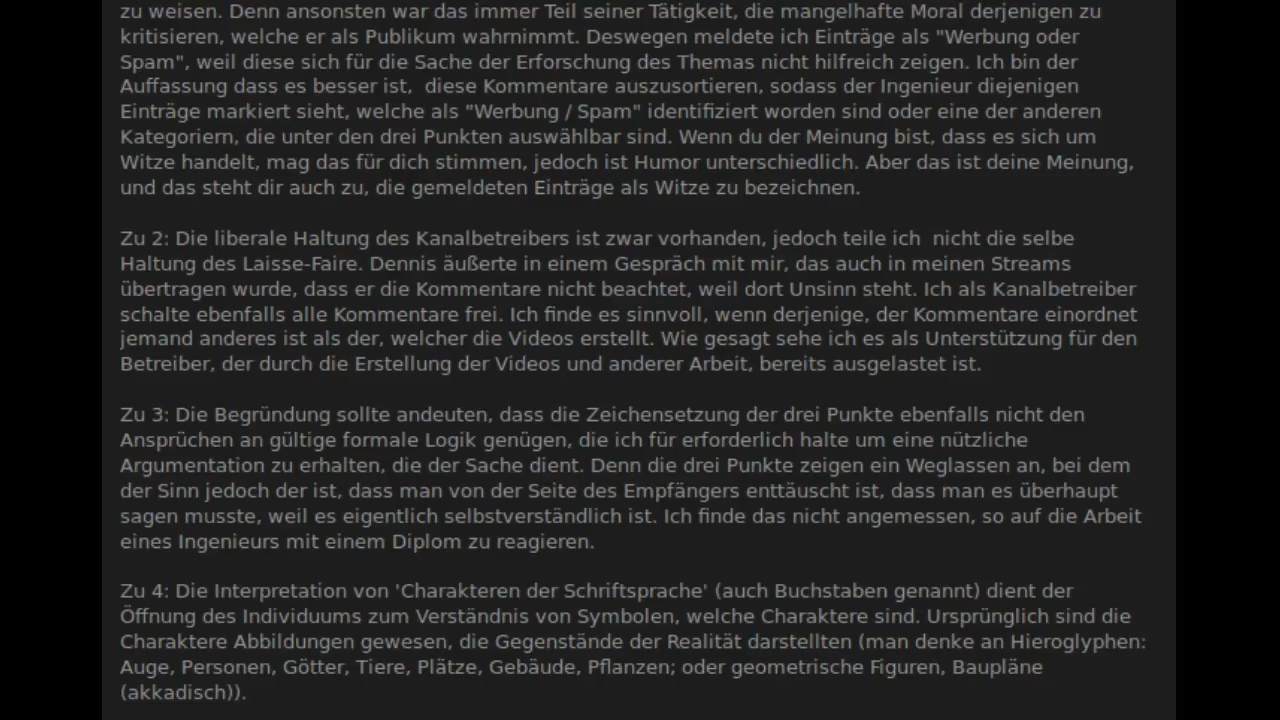 zu weisen. Denn ansonsten war das immer Teil seiner Tätigkeit, die mangelhafte Moral derjenigen zu
kritisieren, welche er als Publikum wahrnimmt. Deswegen meldete ich Einträge als "Werbung oder
Spam", weil diese sich für die Sache der Erforschung des Themas nicht hilfreich zeigen. Ich bin der
Auffassung dass es besser ist,  diese Kommentare auszusortieren, sodass der Ingenieur diejenigen
Einträge markiert sieht, welche als "Werbung / Spam" identifiziert worden sind oder eine der anderen
Kategoriern, die unter den drei Punkten auswählbar sind. Wenn du der Meinung bist, dass es sich um
Witze handelt, mag das für dich stimmen, jedoch ist Humor unterschiedlich. Aber das ist deine Meinung,
und das steht dir auch zu, die gemeldeten Einträge als Witze zu bezeichnen.
Zu 2: Die liberale Haltung des Kanalbetreibers ist zwar vorhanden, jedoch teile ich  nicht die selbe
Haltung des Laisse-Faire. Dennis äußerte in einem Gespräch mit mir, das auch in meinen Streams
übertragen wurde, dass er die Kommentare nicht beachtet, weil dort Unsinn steht. Ich als Kanalbetreiber
schalte ebenfalls alle Kommentare frei. Ich finde es sinnvoll, wenn derjenige, der Kommentare einordnet
jemand anderes ist als der, welcher die Videos erstellt. Wie gesagt sehe ich es als Unterstützung für den
Betreiber, der durch die Erstellung der Videos und anderer Arbeit, bereits ausgelastet ist.
Zu 3: Die Begründung sollte andeuten, dass die Zeichensetzung der drei Punkte ebenfalls nicht den
Ansprüchen an gültige formale Logik genügen, die ich für erforderlich halte um eine nützliche
Argumentation zu erhalten, die der Sache dient. Denn die drei Punkte zeigen ein Weglassen an, bei dem
der Sinn jedoch der ist, dass man von der Seite des Empfängers enttäuscht ist, dass man es überhaupt
sagen musste, weil es eigentlich selbstverständlich ist. Ich finde das nicht angemessen, so auf die Arbeit
eines Ingenieurs mit einem Diplom zu reagieren.
Zu 4: Die Interpretation von 'Charakteren der Schriftsprache' (auch Buchstaben genannt) dient der
Öffnung des Individuums zum Verständnis von Symbolen, welche Charaktere sind. Ursprünglich sind die
Charaktere Abbildungen gewesen, die Gegenstände der Realität darstellten (man denke an Hieroglyphen:
Auge, Personen, Götter, Tiere, Plätze, Gebäude, Pflanzen; oder geometrische Figuren, Baupläne
(akkadisch)).